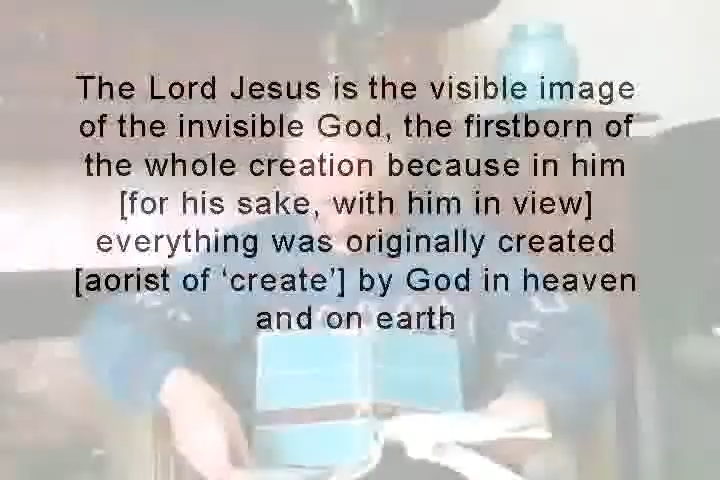 The Lord Jesus is the visible image
of the invisible God, the firstborn of
the whole creation because in him
[for his sake, with him in view]
everything was originally created
[aorist of ‘create’] by God in heaven
and on earth